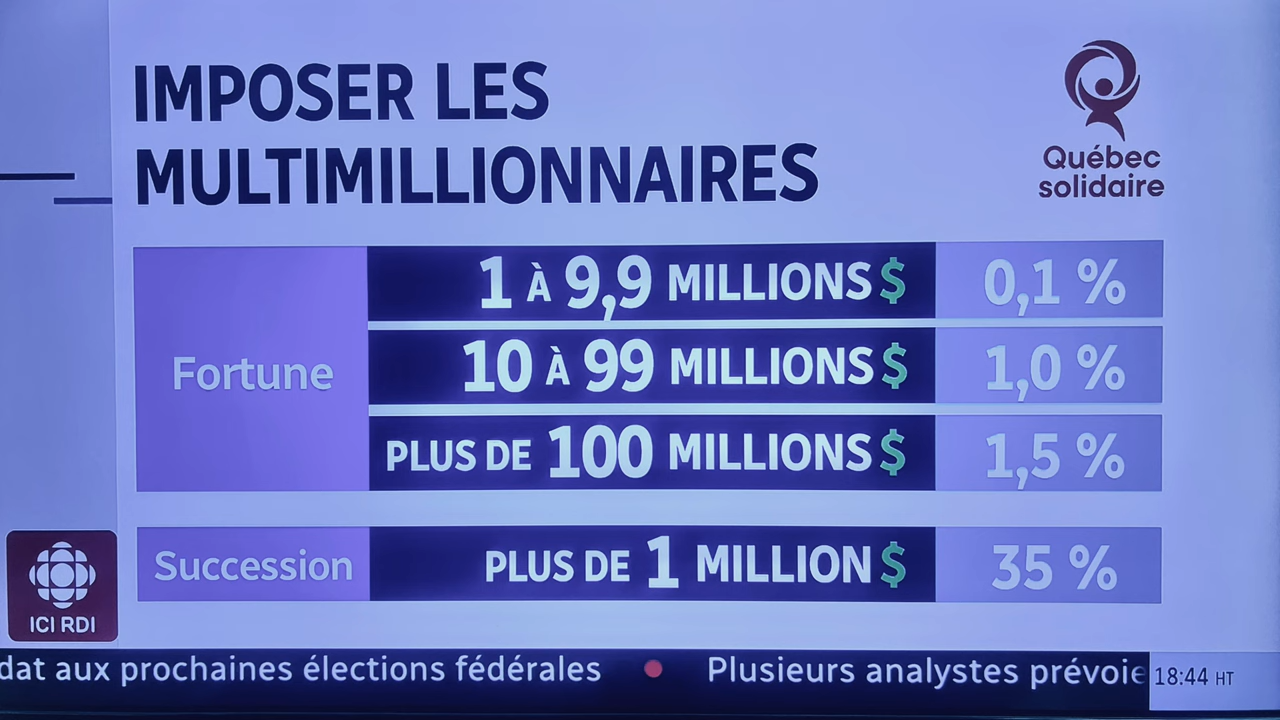 IMPOSER LES
MULTIMILLIONNAIRES
Québec
solidaire
Fortune
1 À 9,9 MILLIONS $ 0,1 %
10 À 99 MILLIONS $ 1,0 %
PLUS DE 100 MILLIONS $ 1,5 %
Succession PLUS DE 1 MILLION $ 35 %
ICI RDI
dat aux prochaines élections fédérales • Plusieurs analystes prévoie
18:44 HT